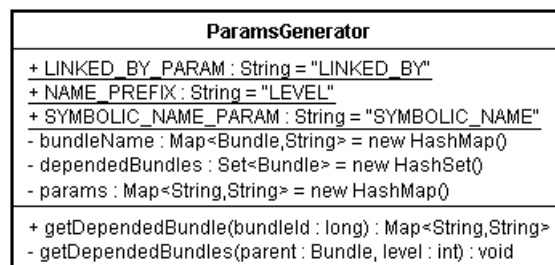 ParamsGenerator
+ LINKED_BY_PARAM : String = "LINKED_BY"
+ NAME_PREFIX : String = "LEVEL"
+ SYMBOLIC_NAME_PARAM : String = "SYMBOLIC_NAME"
- bundleName : Map<Bundle,String> = new HashMap()
- dependedBundles : Set<Bundle> = new HashSet()
- params : Map<String,String> = new HashMap()
+ getDependedBundle(bundleId : long) : Map<String,String>
- getDependedBundles(parent : Bundle, level : int) : void